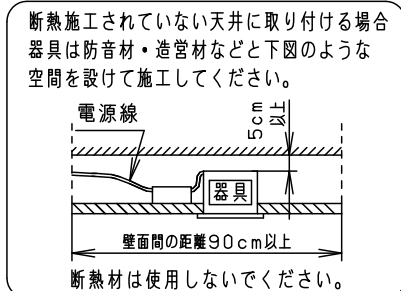 断熱施工されていない天井に取り付ける場合
器具は防音材・造営材などと下図のような
空間を設けて施工してください。
電源線
5cm
以上
器具
壁面間の距離90cm以上
断熱材は使用しないでください。